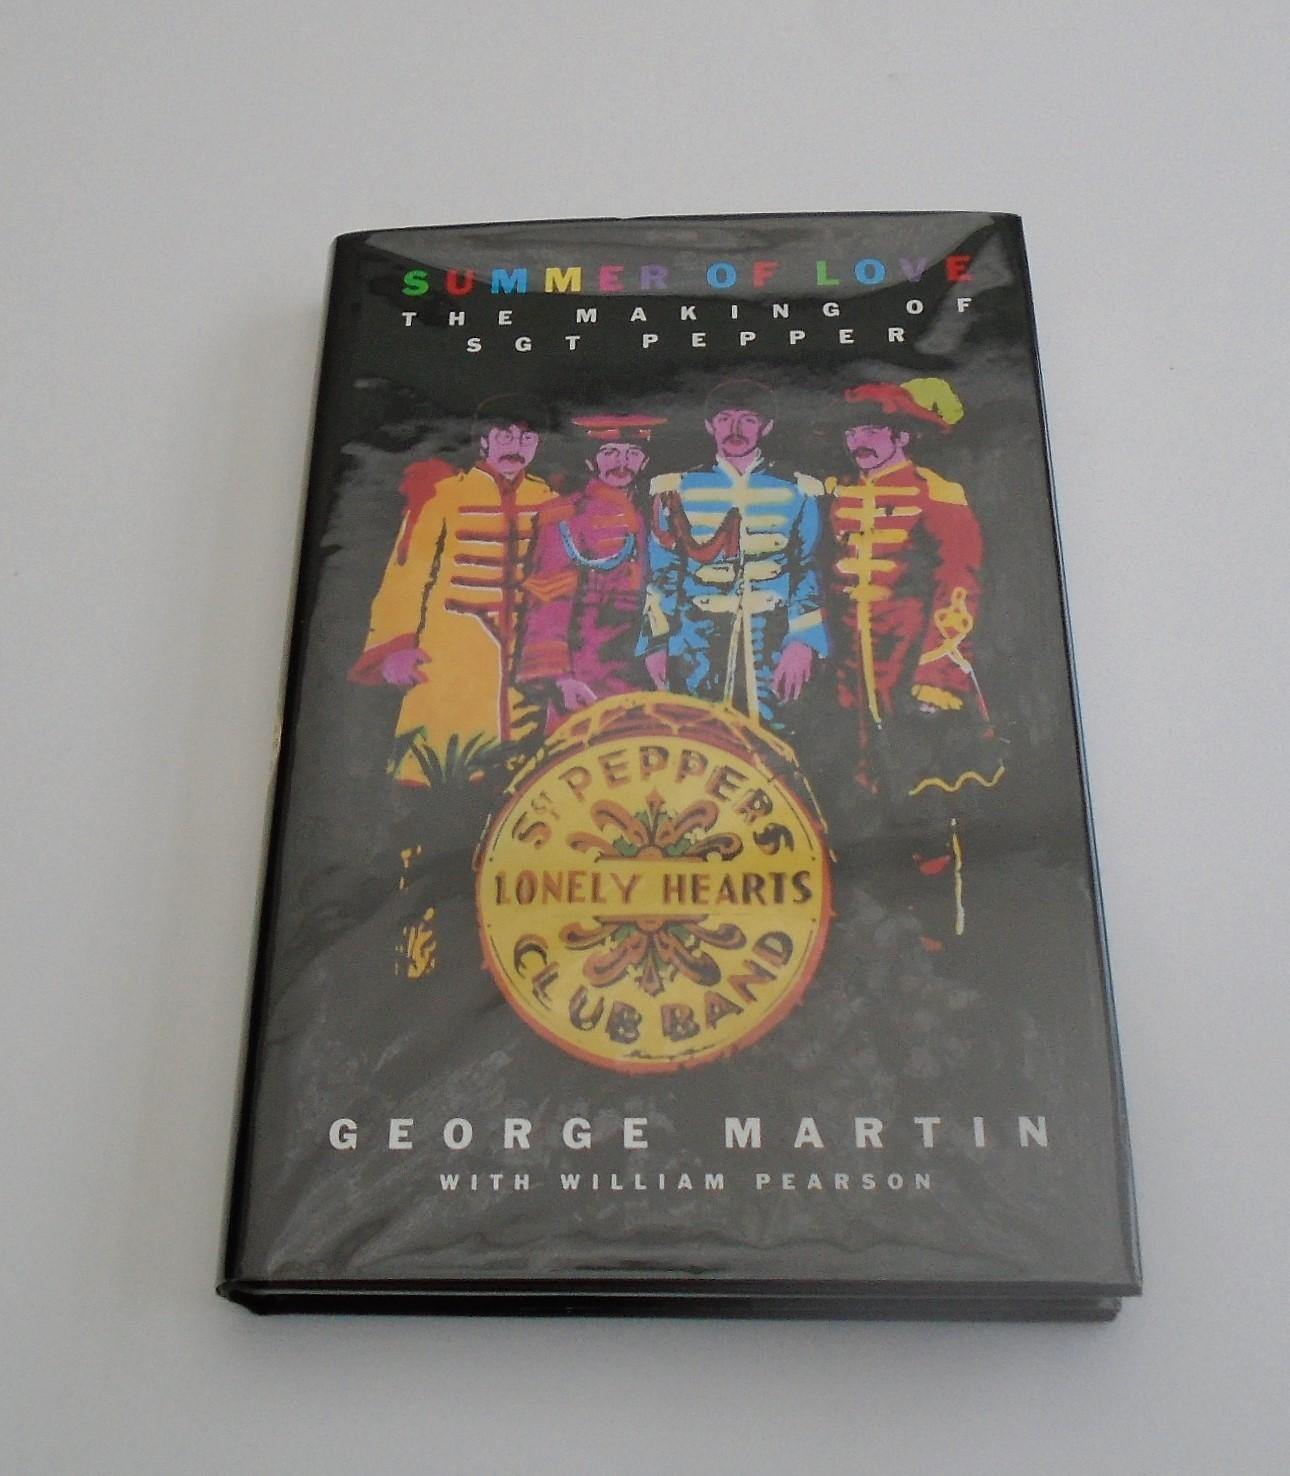 SUMMER OF LOVE
THE MAKING OF
SGT PEPPER
SGT PEPPERS
LONELY HEARTS
CLUB BAND
GEORGE MARTIN
WITH WILLIAM PEARSON